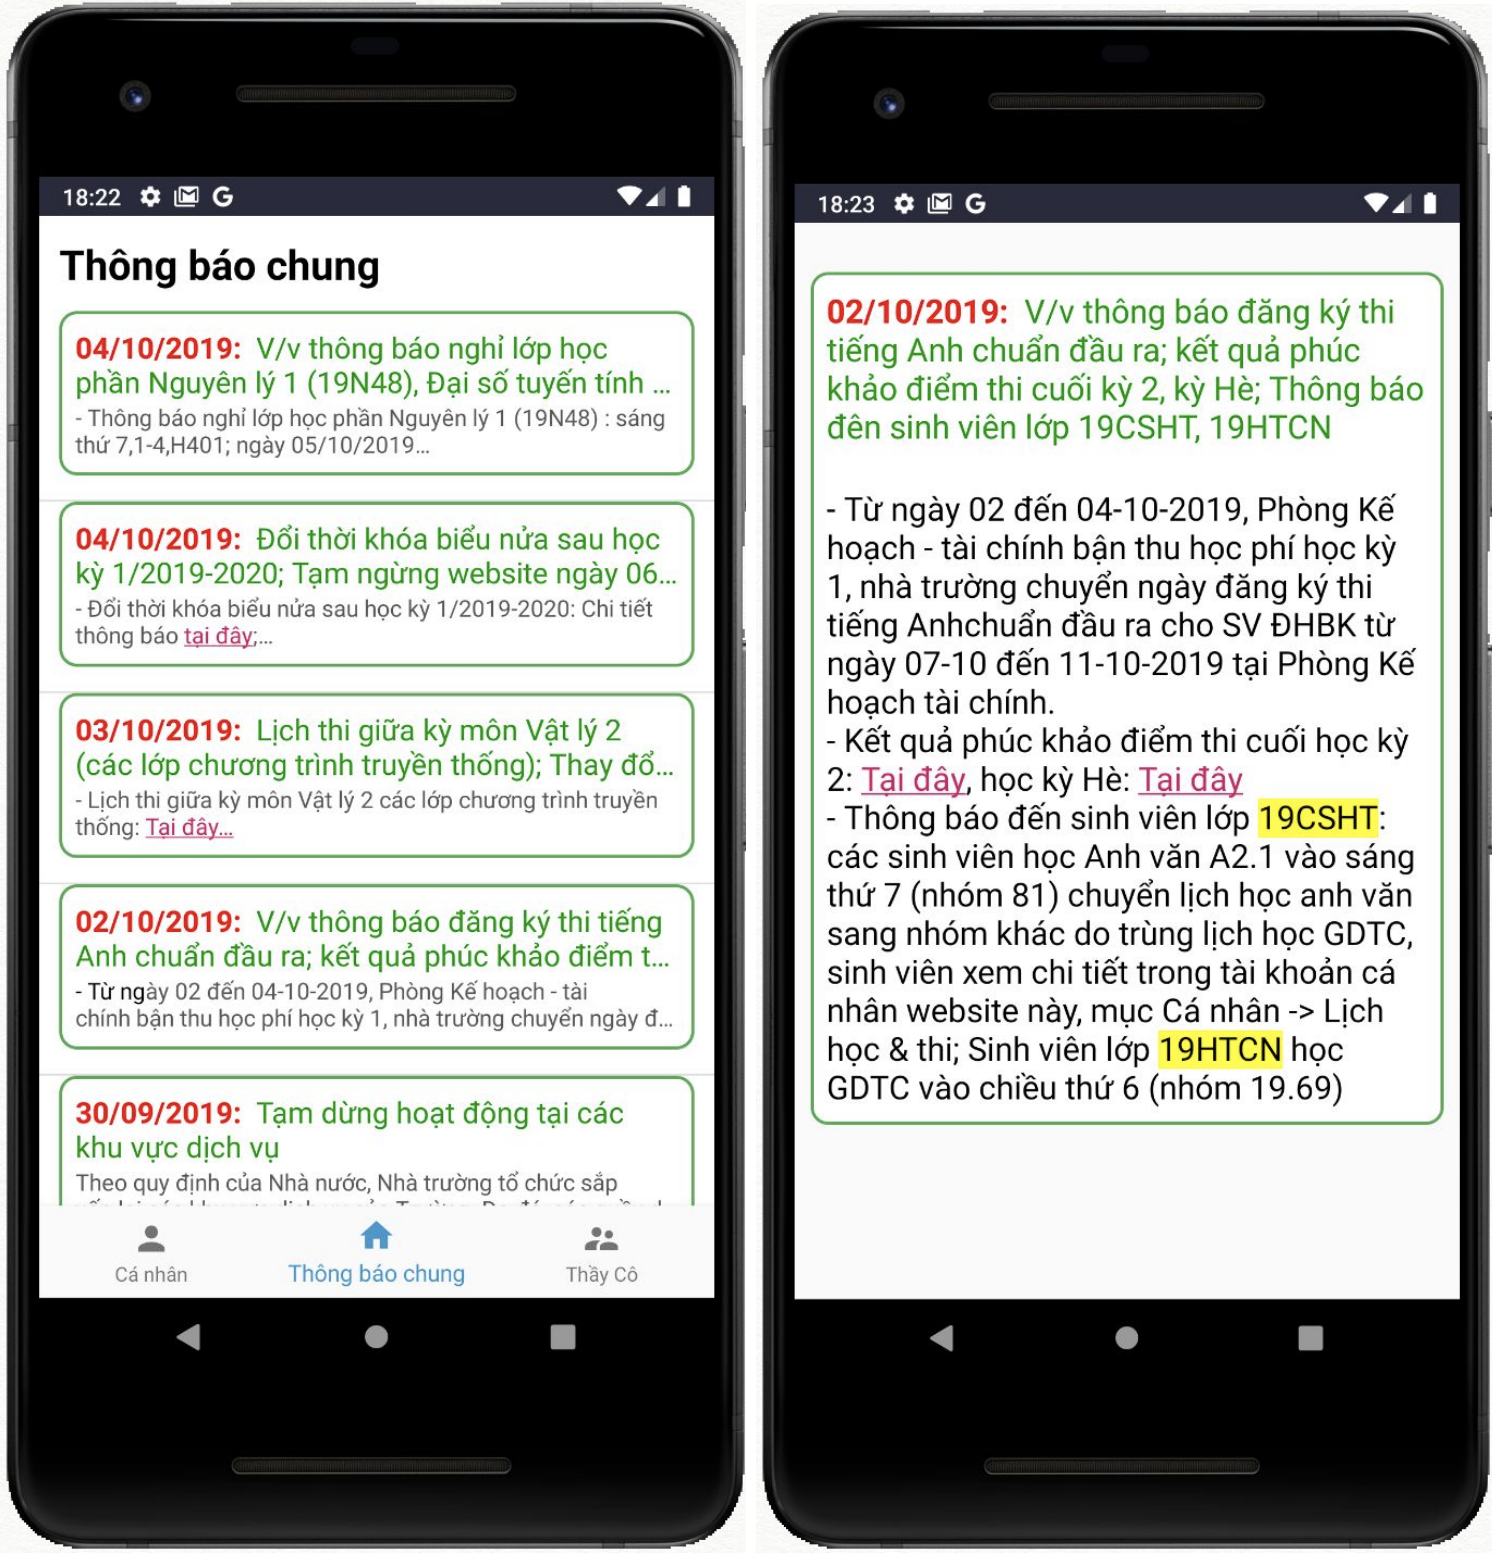 18:22
Thông báo chung
04/10/2019: V/v thông báo nghỉ lớp học
phần Nguyên lý 1 (19N48), Đại số tuyến tính ...
- Thông báo nghỉ lớp học phần Nguyên lý 1 (19N48) : sáng
thứ 7,1-4,H401; ngày 05/10/2019...
04/10/2019: Đổi thời khóa biểu nửa sau học
kỳ 1/2019-2020; Tạm ngừng website ngày 06...
- Đổi thời khóa biểu nửa sau học kỳ 1/2019-2020: Chi tiết
thông báo tại đây;...
03/10/2019: Lịch thi giữa kỳ môn Vật lý 2
(các lớp chương trình truyền thống); Thay đổ...
- Lịch thi giữa kỳ môn Vật lý 2 các lớp chương trình truyền
thống: Tại đây...
02/10/2019: V/v thông báo đăng ký thi tiếng
Anh chuẩn đầu ra; kết quả phúc khảo điểm t...
- Từ ngày 02 đến 04-10-2019, Phòng Kế hoạch - tài
chính bận thu học phí học kỳ 1, nhà trường chuyển ngày đ...
30/09/2019: Tạm dừng hoạt động tại các
khu vực dịch vụ
Theo quy định của Nhà nước, Nhà trường tổ chức sắp
Cá nhân
Thông báo chung
Thầy Cô
18:23
02/10/2019: V/v thông báo đăng ký thi
tiếng Anh chuẩn đầu ra; kết quả phúc
khảo điểm thi cuối kỳ 2, kỳ Hè; Thông báo
đên sinh viên lớp 19CSHT, 19HTCN
- Từ ngày 02 đến 04-10-2019, Phòng Kế
hoạch - tài chính bận thu học phí học kỳ
1, nhà trường chuyển ngày đăng ký thi
tiếng Anhchuẩn đầu ra cho SV ĐHBK từ
ngày 07-10 đến 11-10-2019 tại Phòng Kế
hoạch tài chính.
- Kết quả phúc khảo điểm thi cuối học kỳ
2: Tại đây, học kỳ Hè: Tại đây
- Thông báo đến sinh viên lớp 19CSHT:
các sinh viên học Anh văn A2.1 vào sáng
thứ 7 (nhóm 81) chuyển lịch học anh văn
sang nhóm khác do trùng lịch học GDTC,
sinh viên xem chi tiết trong tài khoản cá
nhân website này, mục Cá nhân -> Lịch
học & thi; Sinh viên lớp 19HTCN học
GDTC vào chiều thứ 6 (nhóm 19.69)